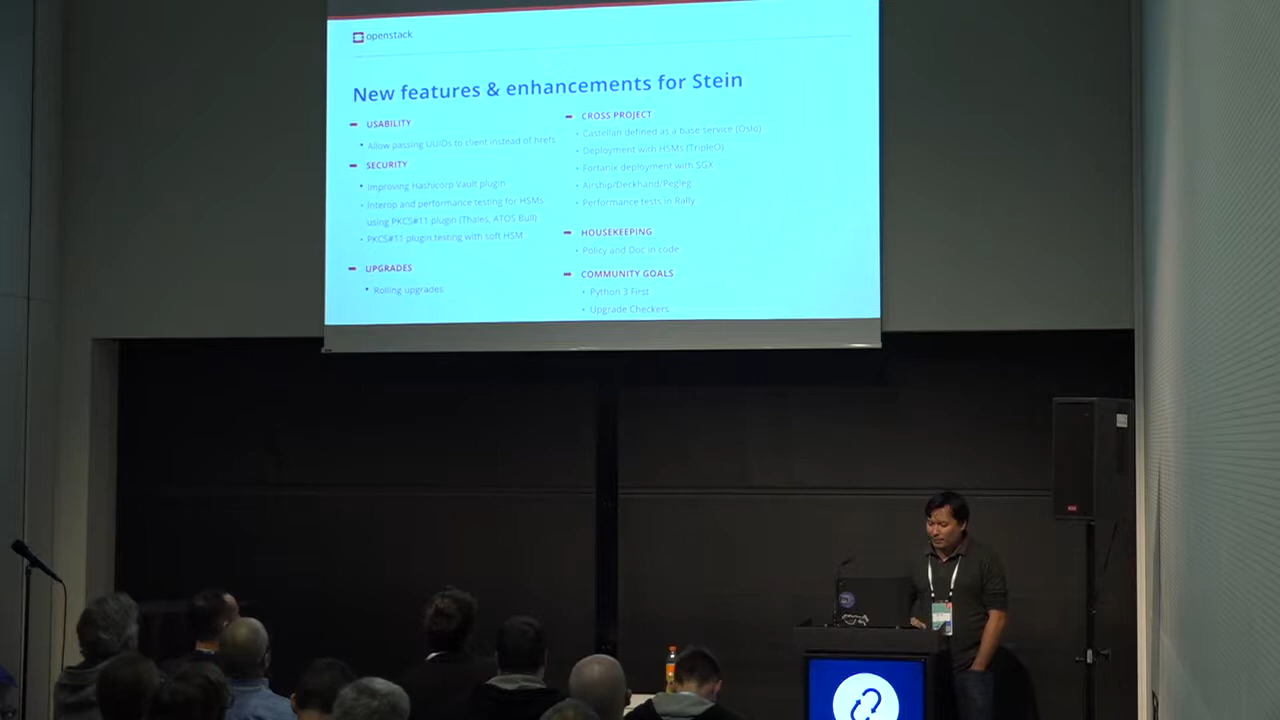 openstack
New features & enhancements for Stein
USABILITY
• Allow passing UUIDs to client instead of hrefs
SECURITY
• Improving Hashicorp Vault plugin
• Interop and performance testing for HSMs
using PKCS#11 plugin (Thales, ATOS Bull)
• PKCS#11 plugin testing with soft HSM
UPGRADES
• Rolling upgrades
CROSS PROJECT
• Castellan defined as a base service (Oslo)
• Deployment with HSMs (TripleO)
• Fortanix deployment with SGX
• Airship/Deckhand/Pegleg
• Performance tests in Rally
HOUSEKEEPING
• Policy and Doc in code
COMMUNITY GOALS
• Python 3 First
• Upgrade Checkers